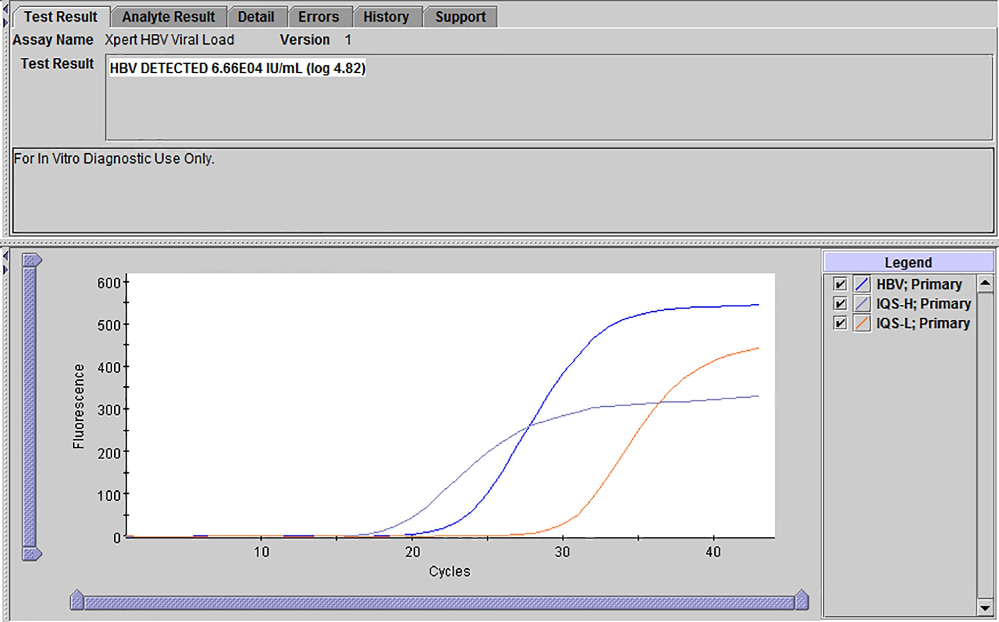 Test Result Analyte Result Detail Errors History Support
Assay Name Xpert HBV Viral Load Version 1
Test Result HBV DETECTED 6.66E04 IU/mL (log 4.82)
For In Vitro Diagnostic Use Only.
Legend
HBV; Primary
IQS-H; Primary
IQS-L; Primary
Fluorescence
600
500
400
300
200
100
0
10 20 30 40
Cycles